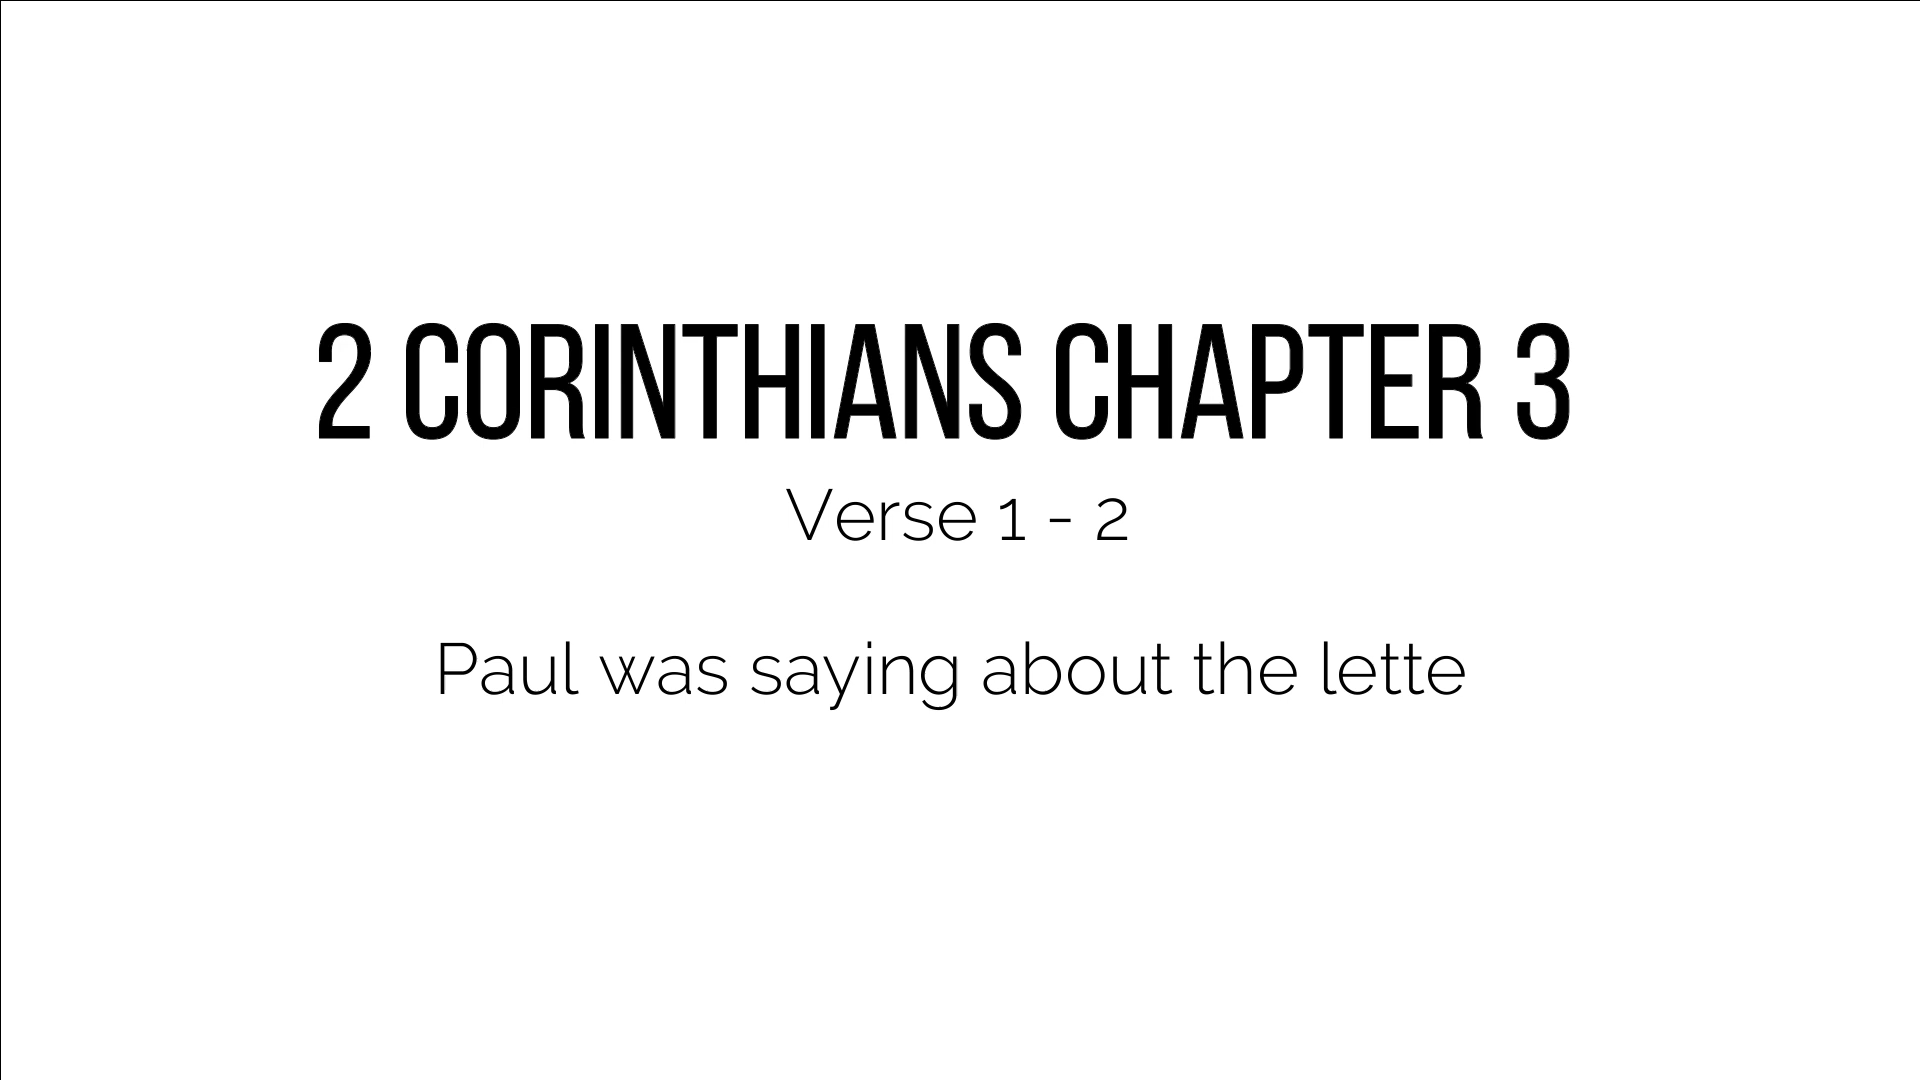 2 CORINTHIANS CHAPTER 3
Verse 1 - 2
Paul was saying about the lette